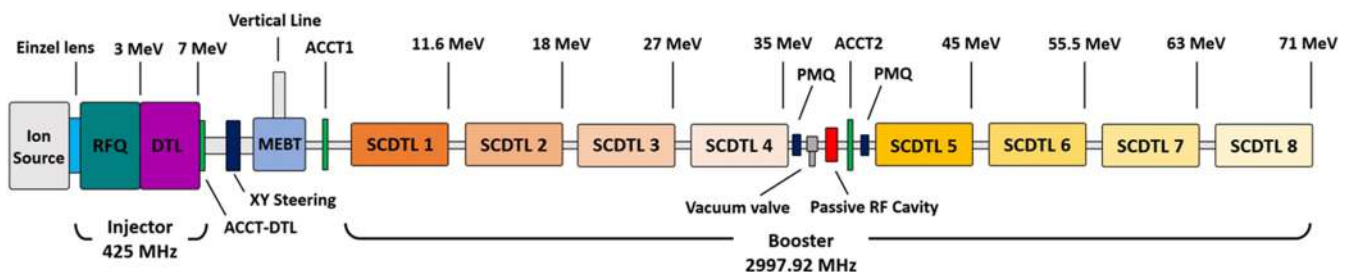 Vertical Line
Einzel lens
3 MeV
7 MeV
ACCT1
11.6 MeV
18 MeV
27 MeV
35 MeV
ACCT2
45 MeV
55.5 MeV
63 MeV
71 MeV
PMQ
PMQ
Ion
Source
RFQ
DTL
MEBT
SCDTL 1
SCDTL 2
SCDTL 3
SCDTL 4
SCDTL 5
SCDTL 6
SCDTL 7
SCDTL 8
XY Steering
Vacuum valve
Passive RF Cavity
Injector
425 MHz
ACCT-DTL
Booster
2997.92 MHz